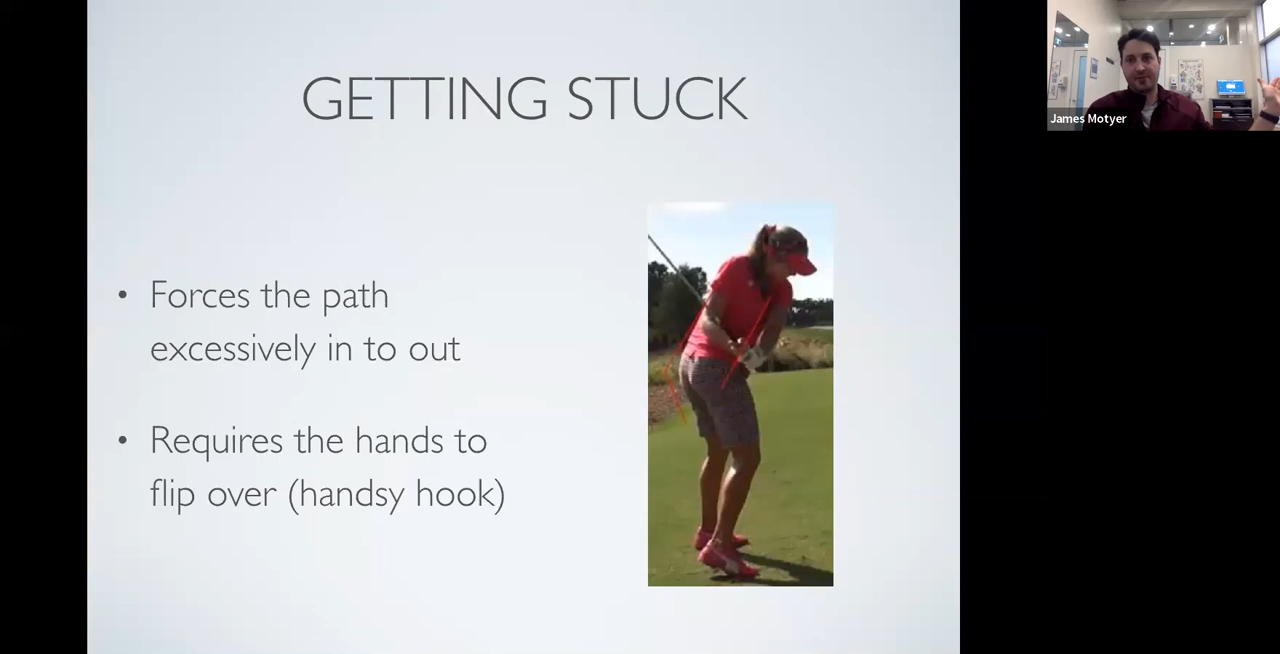 GETTING STUCK
James Motyer
• Forces the path
excessively in to out
• Requires the hands to
flip over (handsy hook)